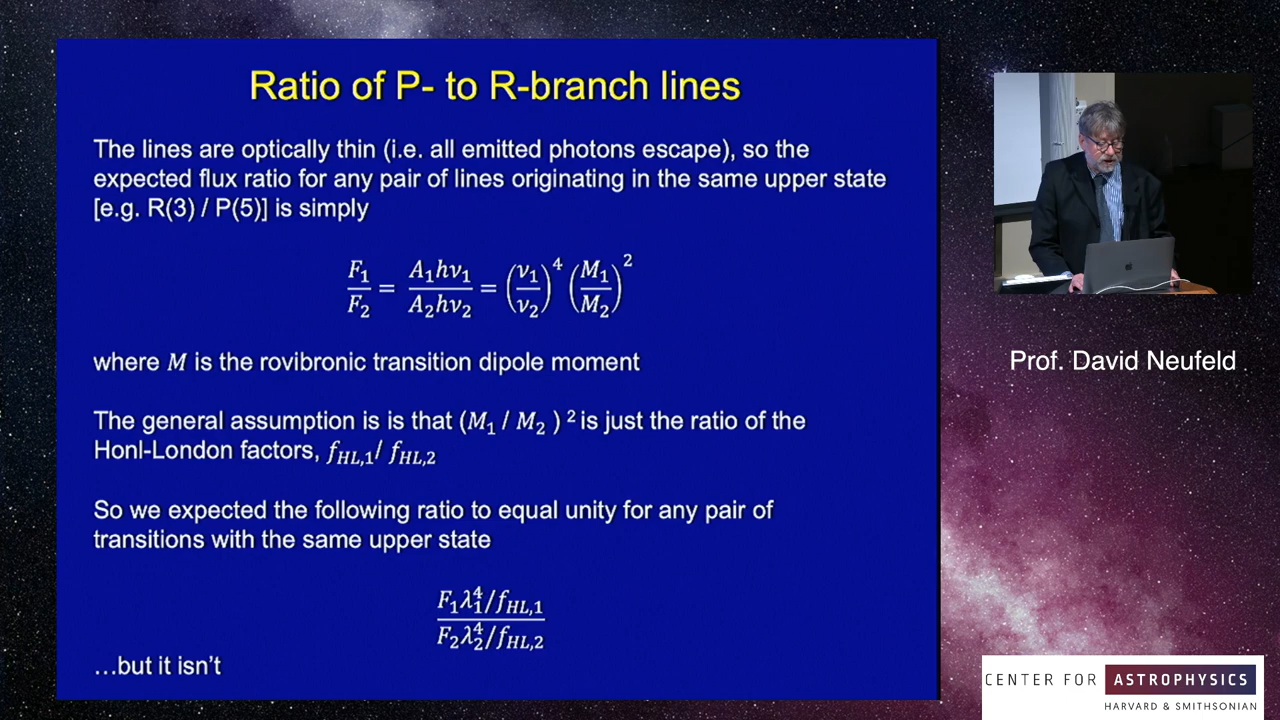 Ratio of P- to R-branch lines
The lines are optically thin (i.e. all emitted photons escape), so the
expected flux ratio for any pair of lines originating in the same upper state
[e.g. R(3) / P(5)] is simply
F₁/F₂ = A₁hν₁/A₂hν₂ = (ν₁/ν₂)⁴ (M₁/M₂)²
where M is the rovibronic transition dipole moment
The general assumption is is that (M₁ / M₂ ) ² is just the ratio of the
Honl-London factors, f_HL,1/ f_HL,2
So we expected the following ratio to equal unity for any pair of
transitions with the same upper state
F₁λ₁⁴/f_HL,1
F₂λ₂⁴/f_HL,2
...but it isn't
Prof. David Neufeld
CENTER FOR ASTROPHYSICS
HARVARD & SMITHSONIAN